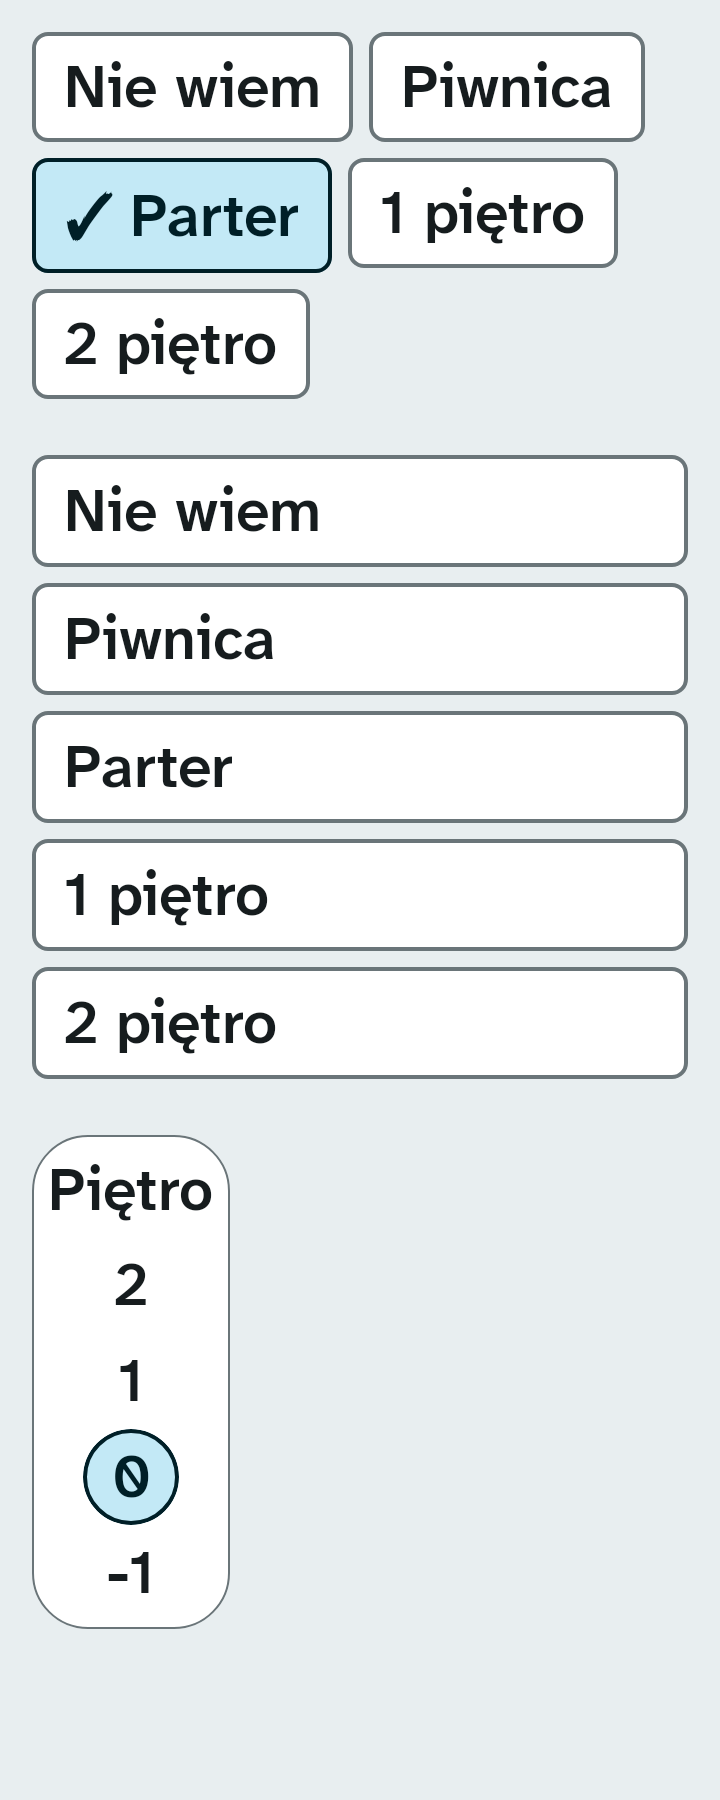 Nie wiem Piwnica
✓ Parter 1 piętro
2 piętro
Nie wiem
Piwnica
Parter
1 piętro
2 piętro
Piętro
2
1
0
-1